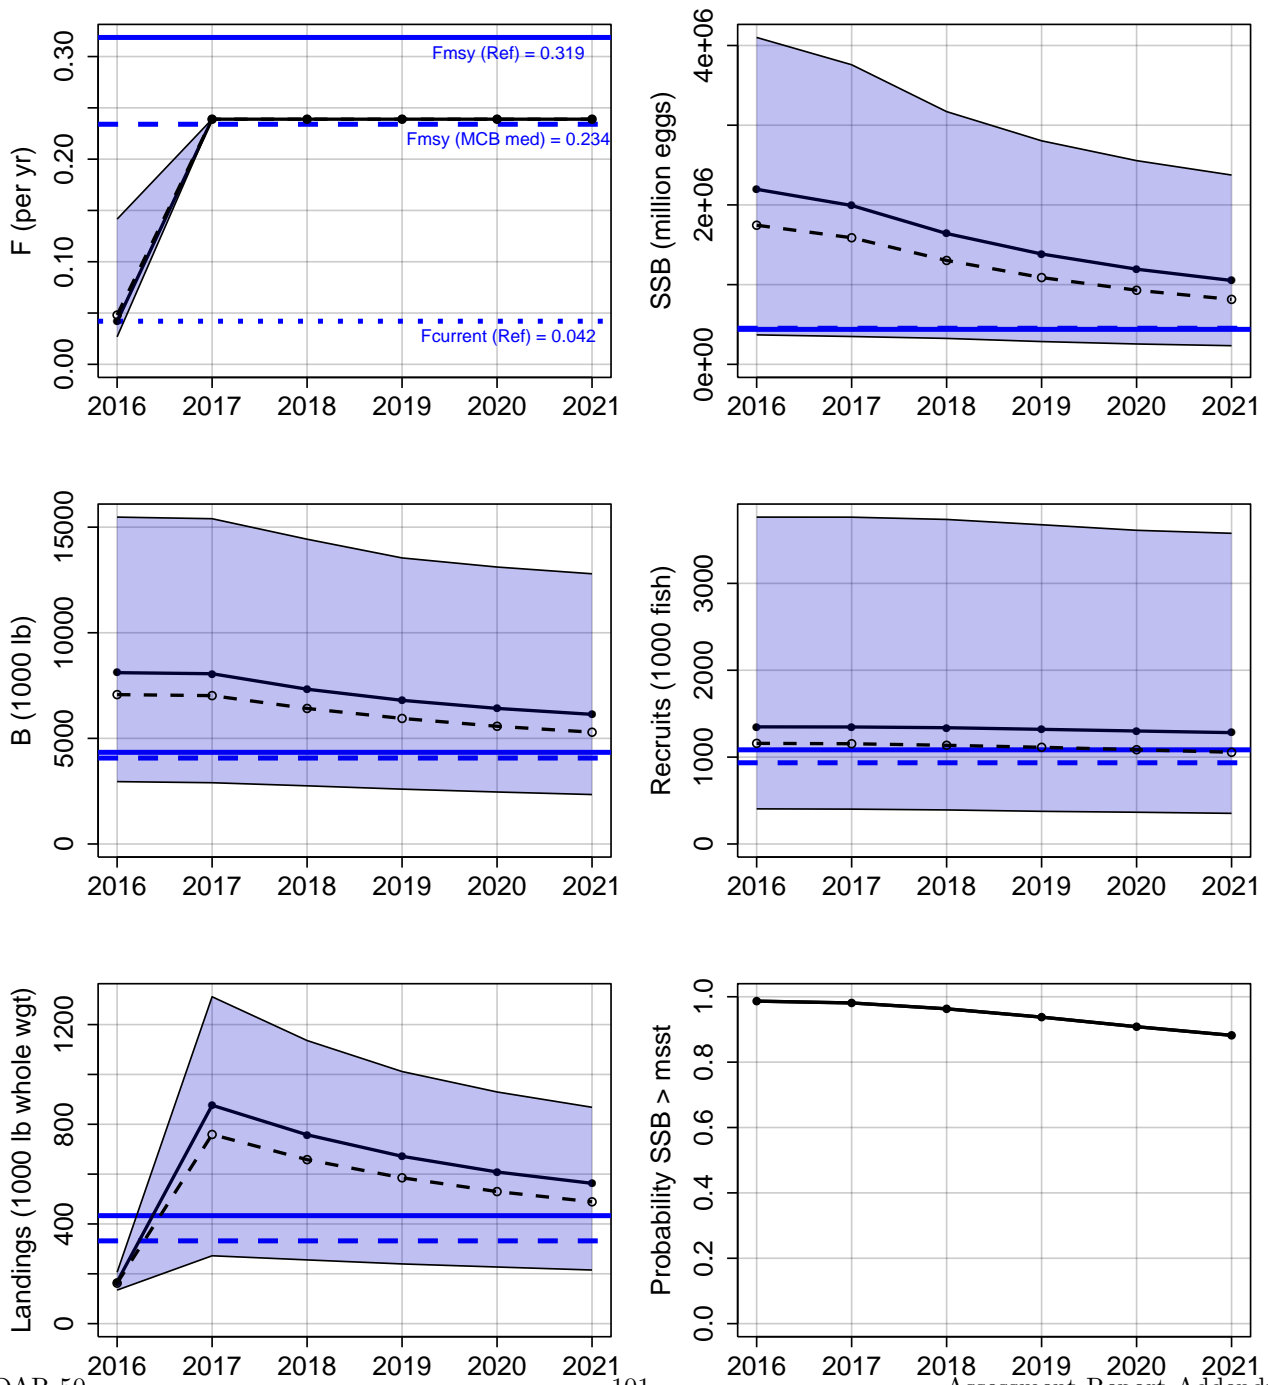 F (per yr)
0.00
0.10
0.20
0.30
Fmsy (Ref) = 0.319
Fmsy (MCB med) = 0.234
Fcurrent (Ref) = 0.042
2016 2017 2018 2019 2020 2021
SSB (million eggs)
0e+00
2e+06
4e+06
2016 2017 2018 2019 2020 2021
B (1000 lb)
0
5000
10000
15000
2016 2017 2018 2019 2020 2021
Recruits (1000 fish)
0
1000
2000
3000
2016 2017 2018 2019 2020 2021
Landings (1000 lb whole wgt)
0
400
800
1200
2016 2017 2018 2019 2020 2021
Probability SSB > msst
0.0
0.2
0.4
0.6
0.8
1.0
2016 2017 2018 2019 2020 2021
101
Assessment Report